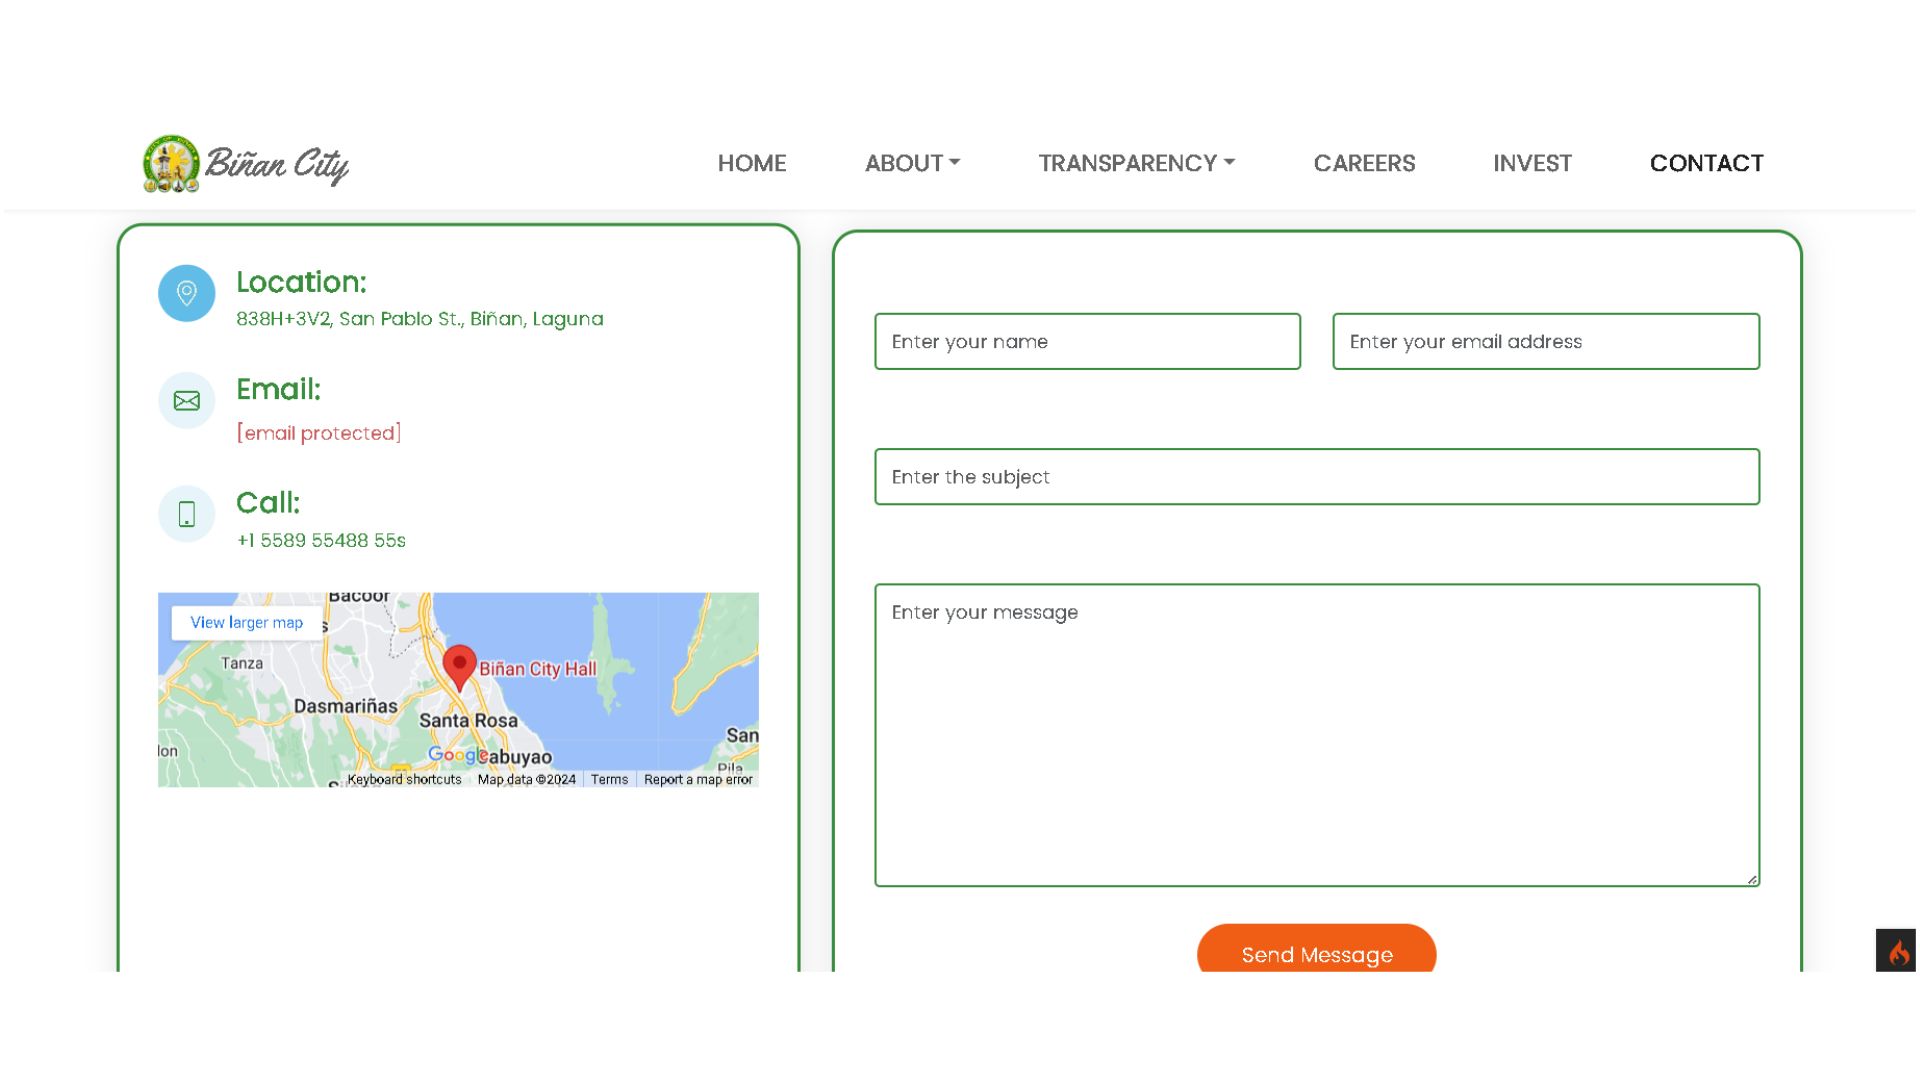 Biñan City
HOME ABOUT TRANSPARENCY CAREERS INVEST CONTACT
Location:
838H+3V2, San Pablo St., Biñan, Laguna
Email:
[email protected]
Call:
+1 5589 55488 55s
Bacoor
View larger map
s
Tanza
Biñan City Hall
Dasmariñas
Santa Rosa
San
lon
Google
abuyao
Pila
Keyboard shortcuts Map data ©2024 Terms Report a map error
Enter your name
Enter your email address
Enter the subject
Enter your message
Send Message